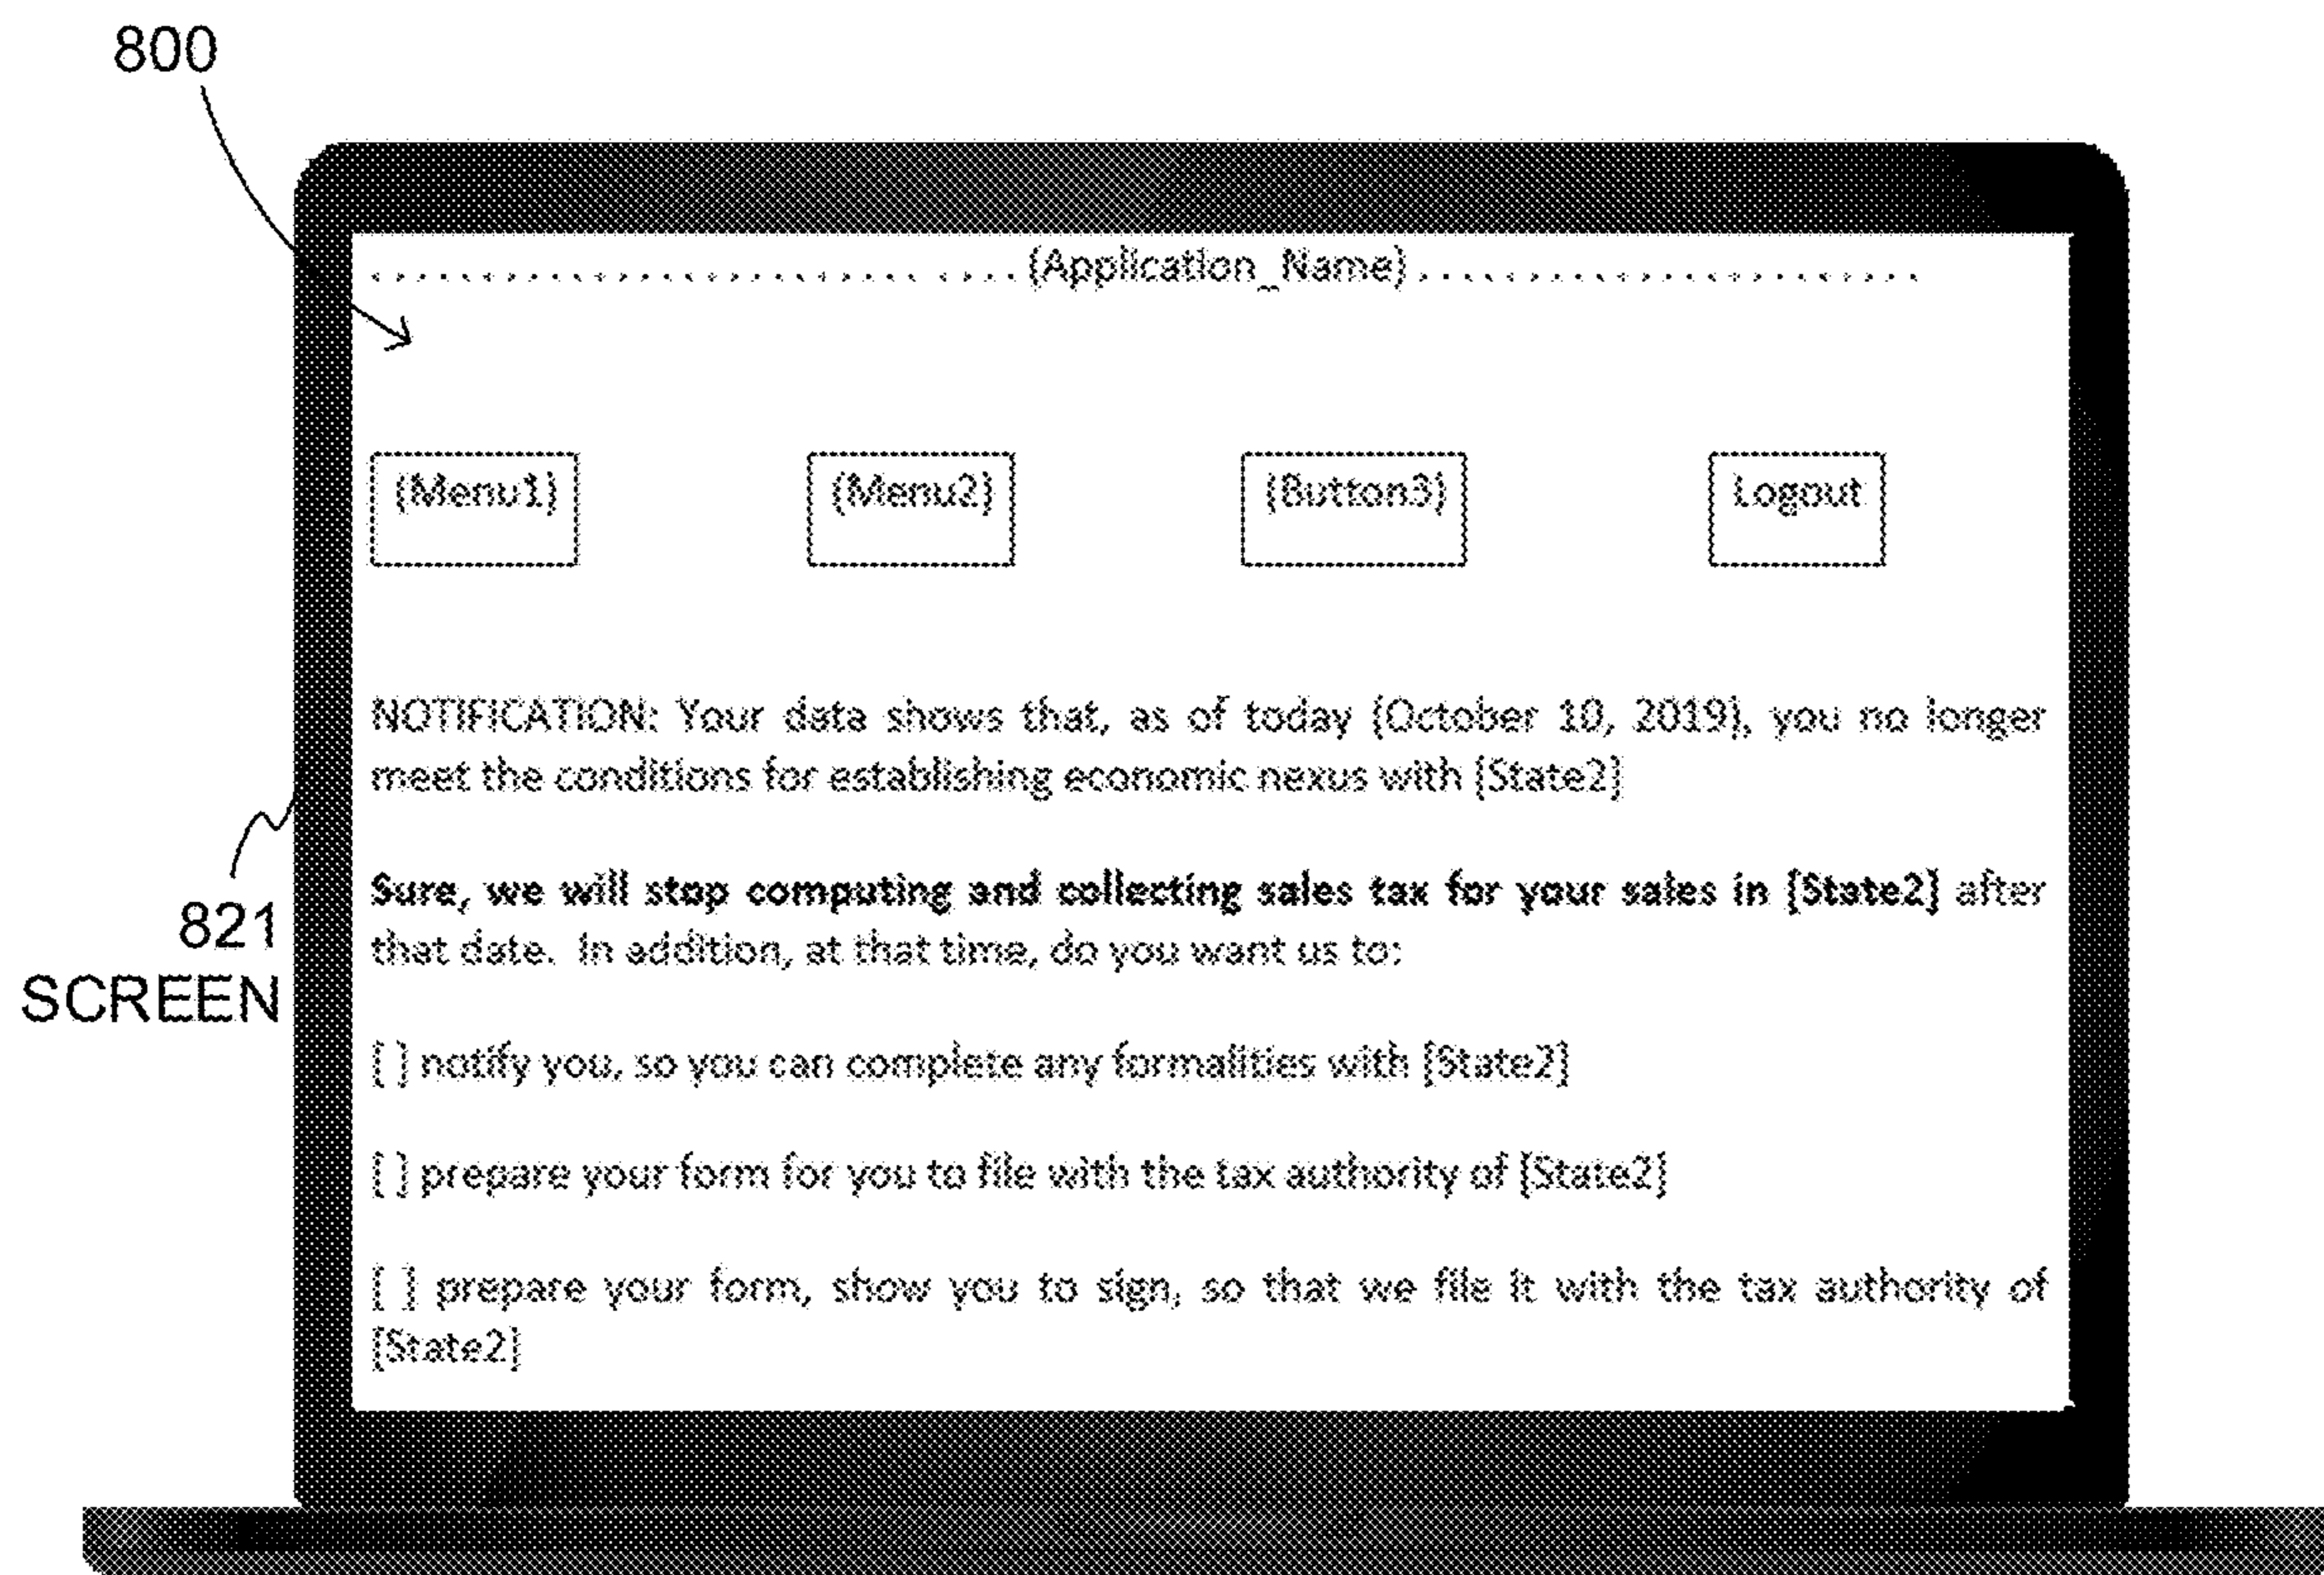 800
. . . . . . . . . . . . . . . . . . . . . . . . . . . . (Application_Name) . . . . . . . . . . . . . . . . . . . . . . .
(Menu1) (Menu2) (Button3) Logout
NOTIFICATION: Your data shows that, as of today (October 10, 2019), you no longer
meet the conditions for establishing economic nexus with [State2]
Sure, we will stop computing and collecting sales tax for your sales in [State2] after
that date. In addition, at that time, do you want us to:
[ ] notify you, so you can complete any formalities with [State2]
[ ] prepare your form for you to file with the tax authority of [State2]
[ ] prepare your form, show you to sign, so that we file it with the tax authority of
[State2]
821
SCREEN